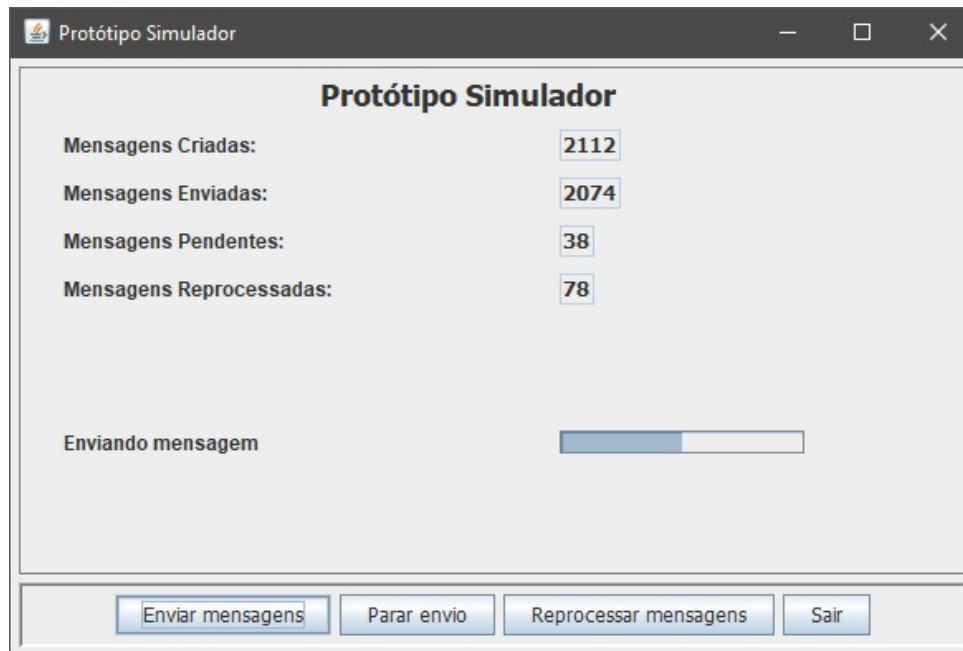 Protótipo Simulador
Protótipo Simulador
Mensagens Criadas: 2112
Mensagens Enviadas: 2074
Mensagens Pendentes: 38
Mensagens Reprocessadas: 78
Enviando mensagem
Enviar mensagens Parar envio Reprocessar mensagens Sair